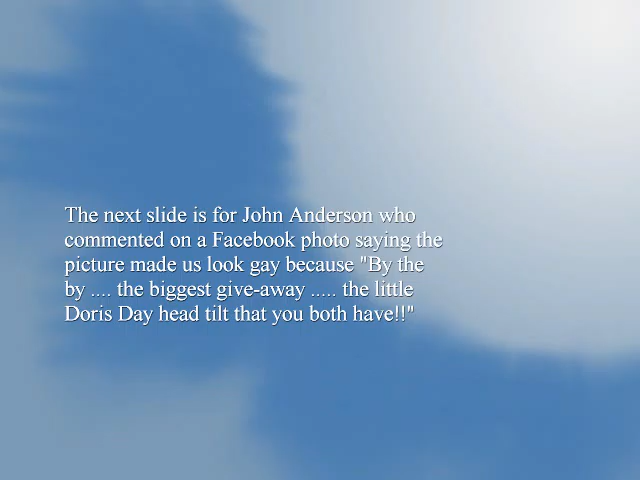 The next slide is for John Anderson who
commented on a Facebook photo saying the
picture made us look gay because "By the
by .... the biggest give-away ..... the little
Doris Day head tilt that you both have!!"